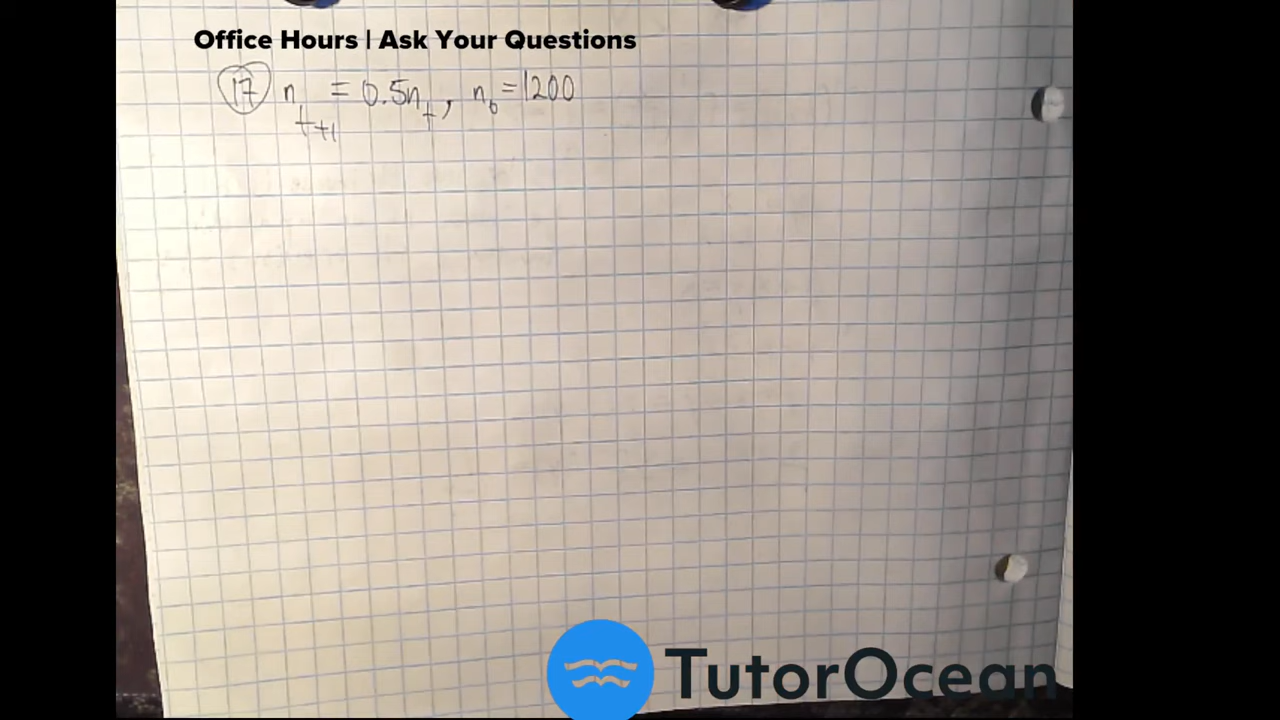 Office Hours | Ask Your Questions
17 n_{t+1} = 0.5n_t, n_0 = 1200
TutorOcean